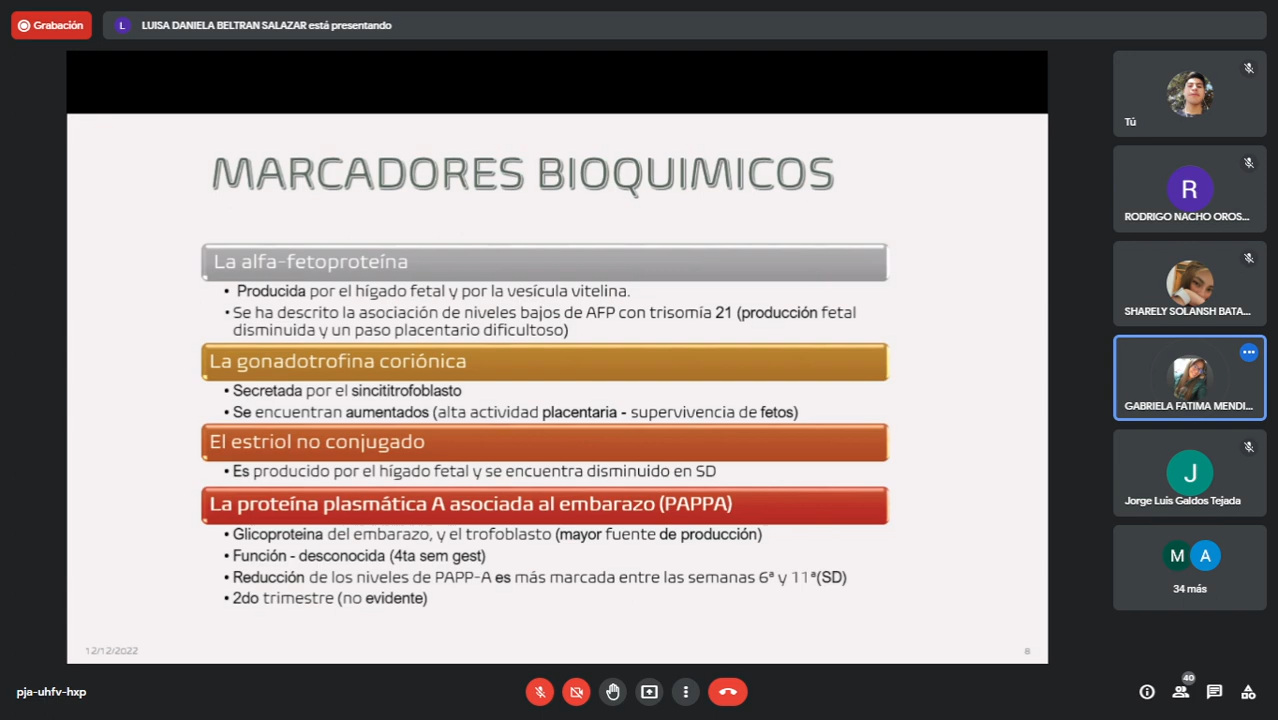 Grabación
L
LUISA DANIELA BELTRAN SALAZAR está presentando
MARCADORES BIOQUIMICOS
La alfa-fetoproteína
• Producida por el hígado fetal y por la vesícula vitelina.
• Se ha descrito la asociación de niveles bajos de AFP con trisomía 21 (producción fetal
disminuida y un paso placentario dificultoso)
La gonadotrofina coriónica
• Secretada por el sincititrofoblasto
• Se encuentran aumentados (alta actividad placentaria - supervivencia de fetos)
El estriol no conjugado
• Es producido por el hígado fetal y se encuentra disminuido en SD
La proteína plasmática A asociada al embarazo (PAPPA)
• Glicoproteina del embarazo, y el trofoblasto (mayor fuente de producción)
• Función - desconocida (4ta sem gest)
• Reducción de los niveles de PAPP-A es más marcada entre las semanas 6ª y 11ª(SD)
• 2do trimestre (no evidente)
12/12/2022
8
Tú
R
RODRIGO NACHO OROS...
SHARELY SOLANSH BATA...
GABRIELA FATIMA MENDI...
J
Jorge Luis Galdos Tejada
M
A
34 más
pja-uhfv-hxp
40